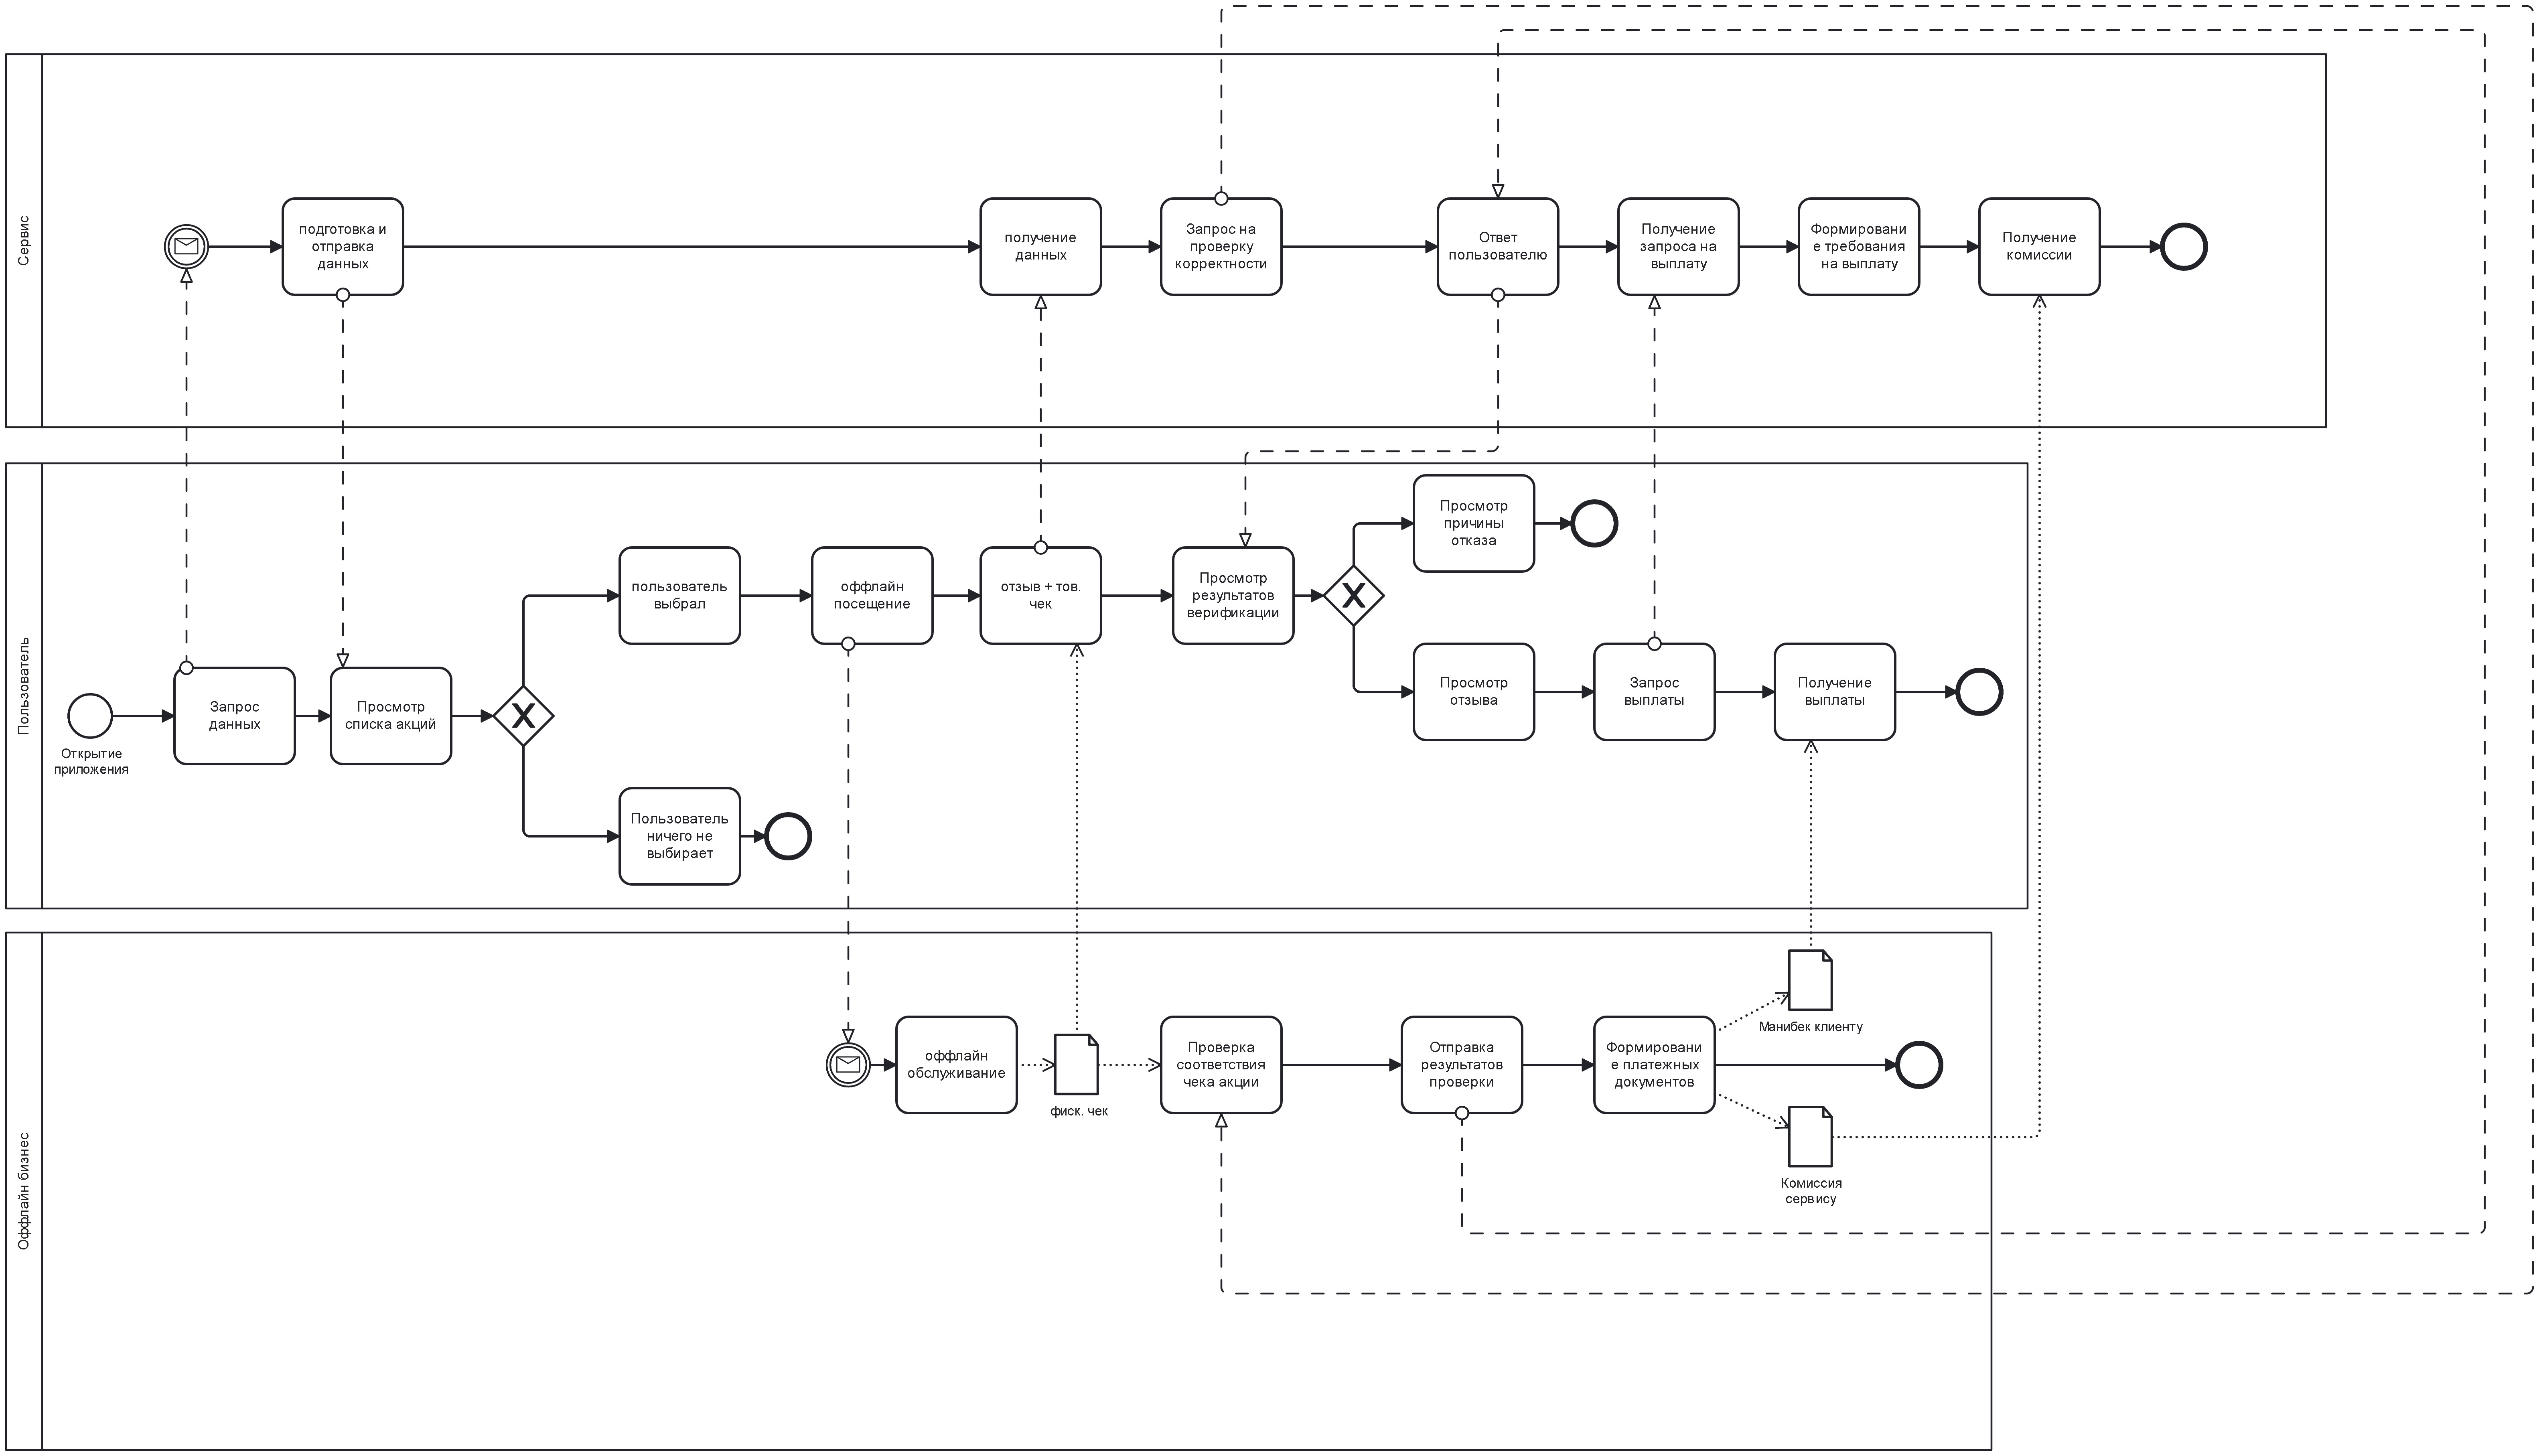 Сервис
подготовка и
отправка
данных
получение
данных
Запрос на
проверку
корректности
Ответ
пользователю
Получение
запроса на
выплату
Формировани
е требования
на выплату
Получение
комиссии
Пользователь
Открытие
приложения
Запрос
данных
Просмотр
списка акций
пользователь
выбрал
Пользователь
ничего не
выбирает
оффлайн
посещение
отзыв + тов.
чек
Просмотр
результатов
верификации
Просмотр
причины
отказа
Просмотр
отзыва
Запрос
выплаты
Получение
выплаты
Оффлайн бизнес
оффлайн
обслуживание
фиск. чек
Проверка
соответствия
чека акции
Отправка
результатов
проверки
Формировани
е платежных
документов
Манибек клиенту
Комиссия
сервису